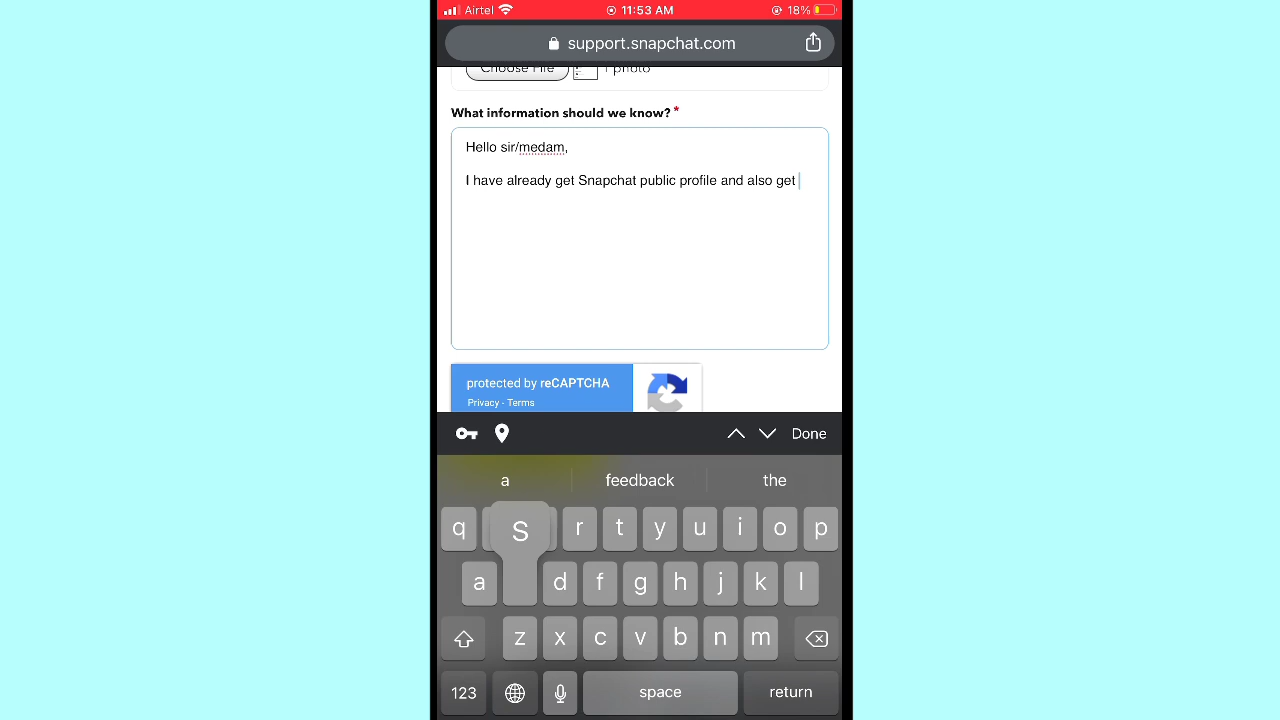 Airtel 11:53 AM 18%
support.snapchat.com
Choose File 1 photo
What information should we know? *
Hello sir/medam,
I have already get Snapchat public profile and also get
protected by reCAPTCHA
Privacy - Terms
Done
a feedback the
q S r t y u i o p
a d f g h j k l
z x c v b n m
123 space return